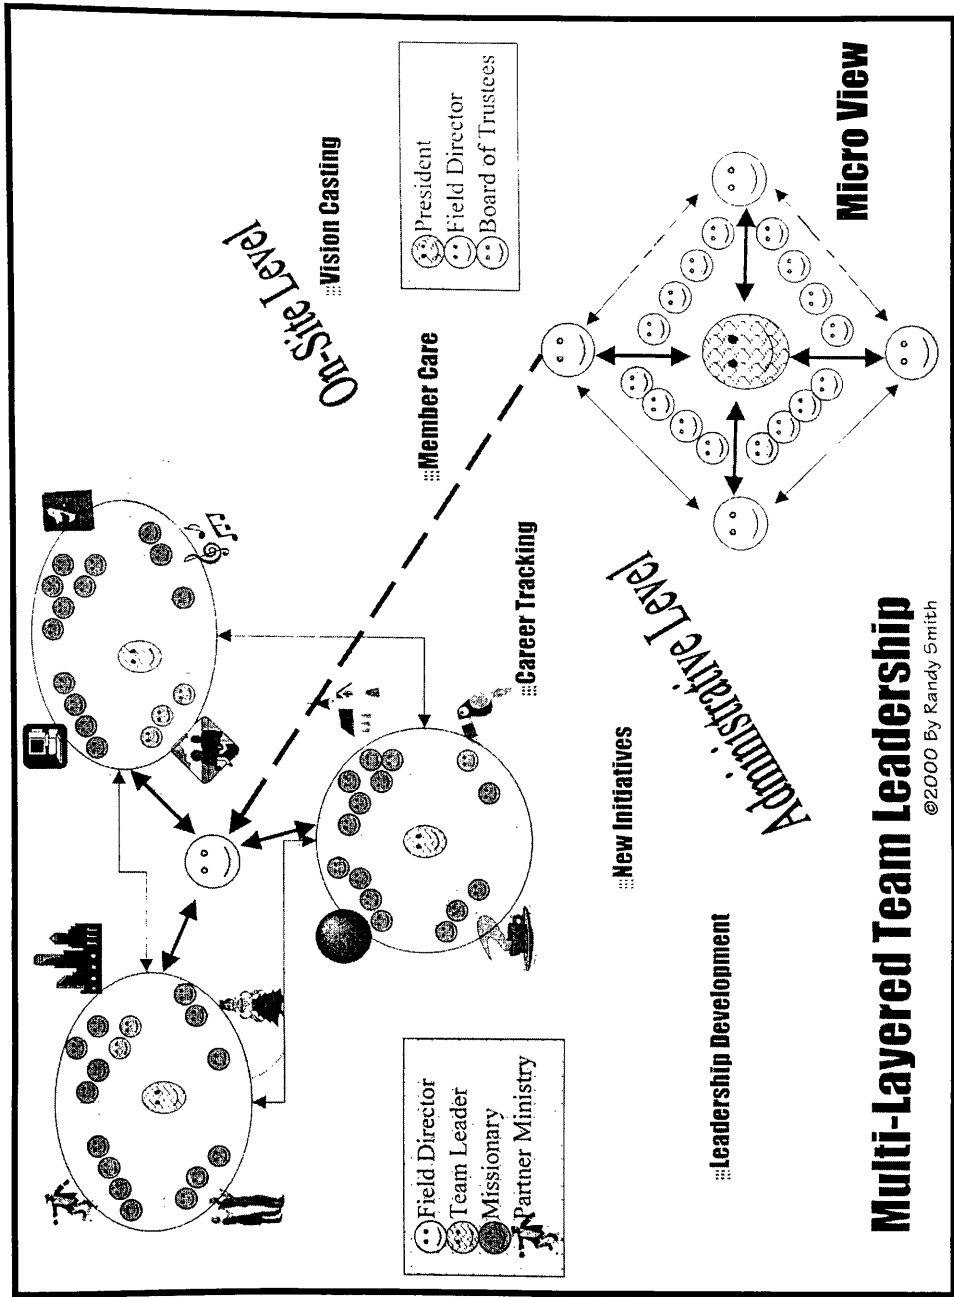 Multi-Layered Team Leadership
©2000 By Randy Smith
Micro View
Administrative Level
On-Site Level
Leadership Development
New Initiatives
Career Tracking
Member Care
Vision Casting
Field Director
Team Leader
Missionary
Partner Ministry
President
Field Director
Board of Trustees